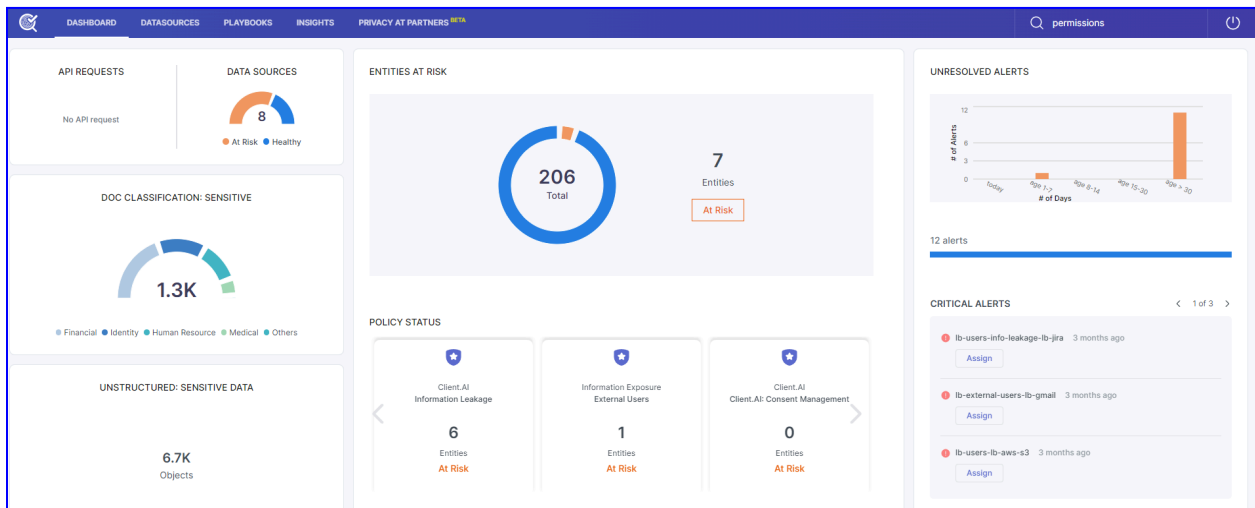 DASHBOARD DATASOURCES PLAYBOOKS INSIGHTS PRIVACY AT PARTNERS BETA permissions
API REQUESTS
No API request
DATA SOURCES
8
At Risk Healthy
DOC CLASSIFICATION: SENSITIVE
1.3K
Financial Identity Human Resource Medical Others
UNSTRUCTURED: SENSITIVE DATA
6.7K
Objects
ENTITIES AT RISK
206
Total
7
Entities
At Risk
POLICY STATUS
Client.AI
Information Leakage
6
Entities
At Risk
Information Exposure
External Users
1
Entities
At Risk
Client.AI
Client.AI: Consent Management
0
Entities
At Risk
UNRESOLVED ALERTS
# of Alerts
12
6
3
0
today age 1-7 age 8-14 age 15-30 age > 30
# of Days
12 alerts
CRITICAL ALERTS < 1 of 3 >
lb-users-info-leakage-lb-jira 3 months ago
Assign
lb-external-users-lb-gmail 3 months ago
Assign
lb-users-lb-aws-s3 3 months ago
Assign